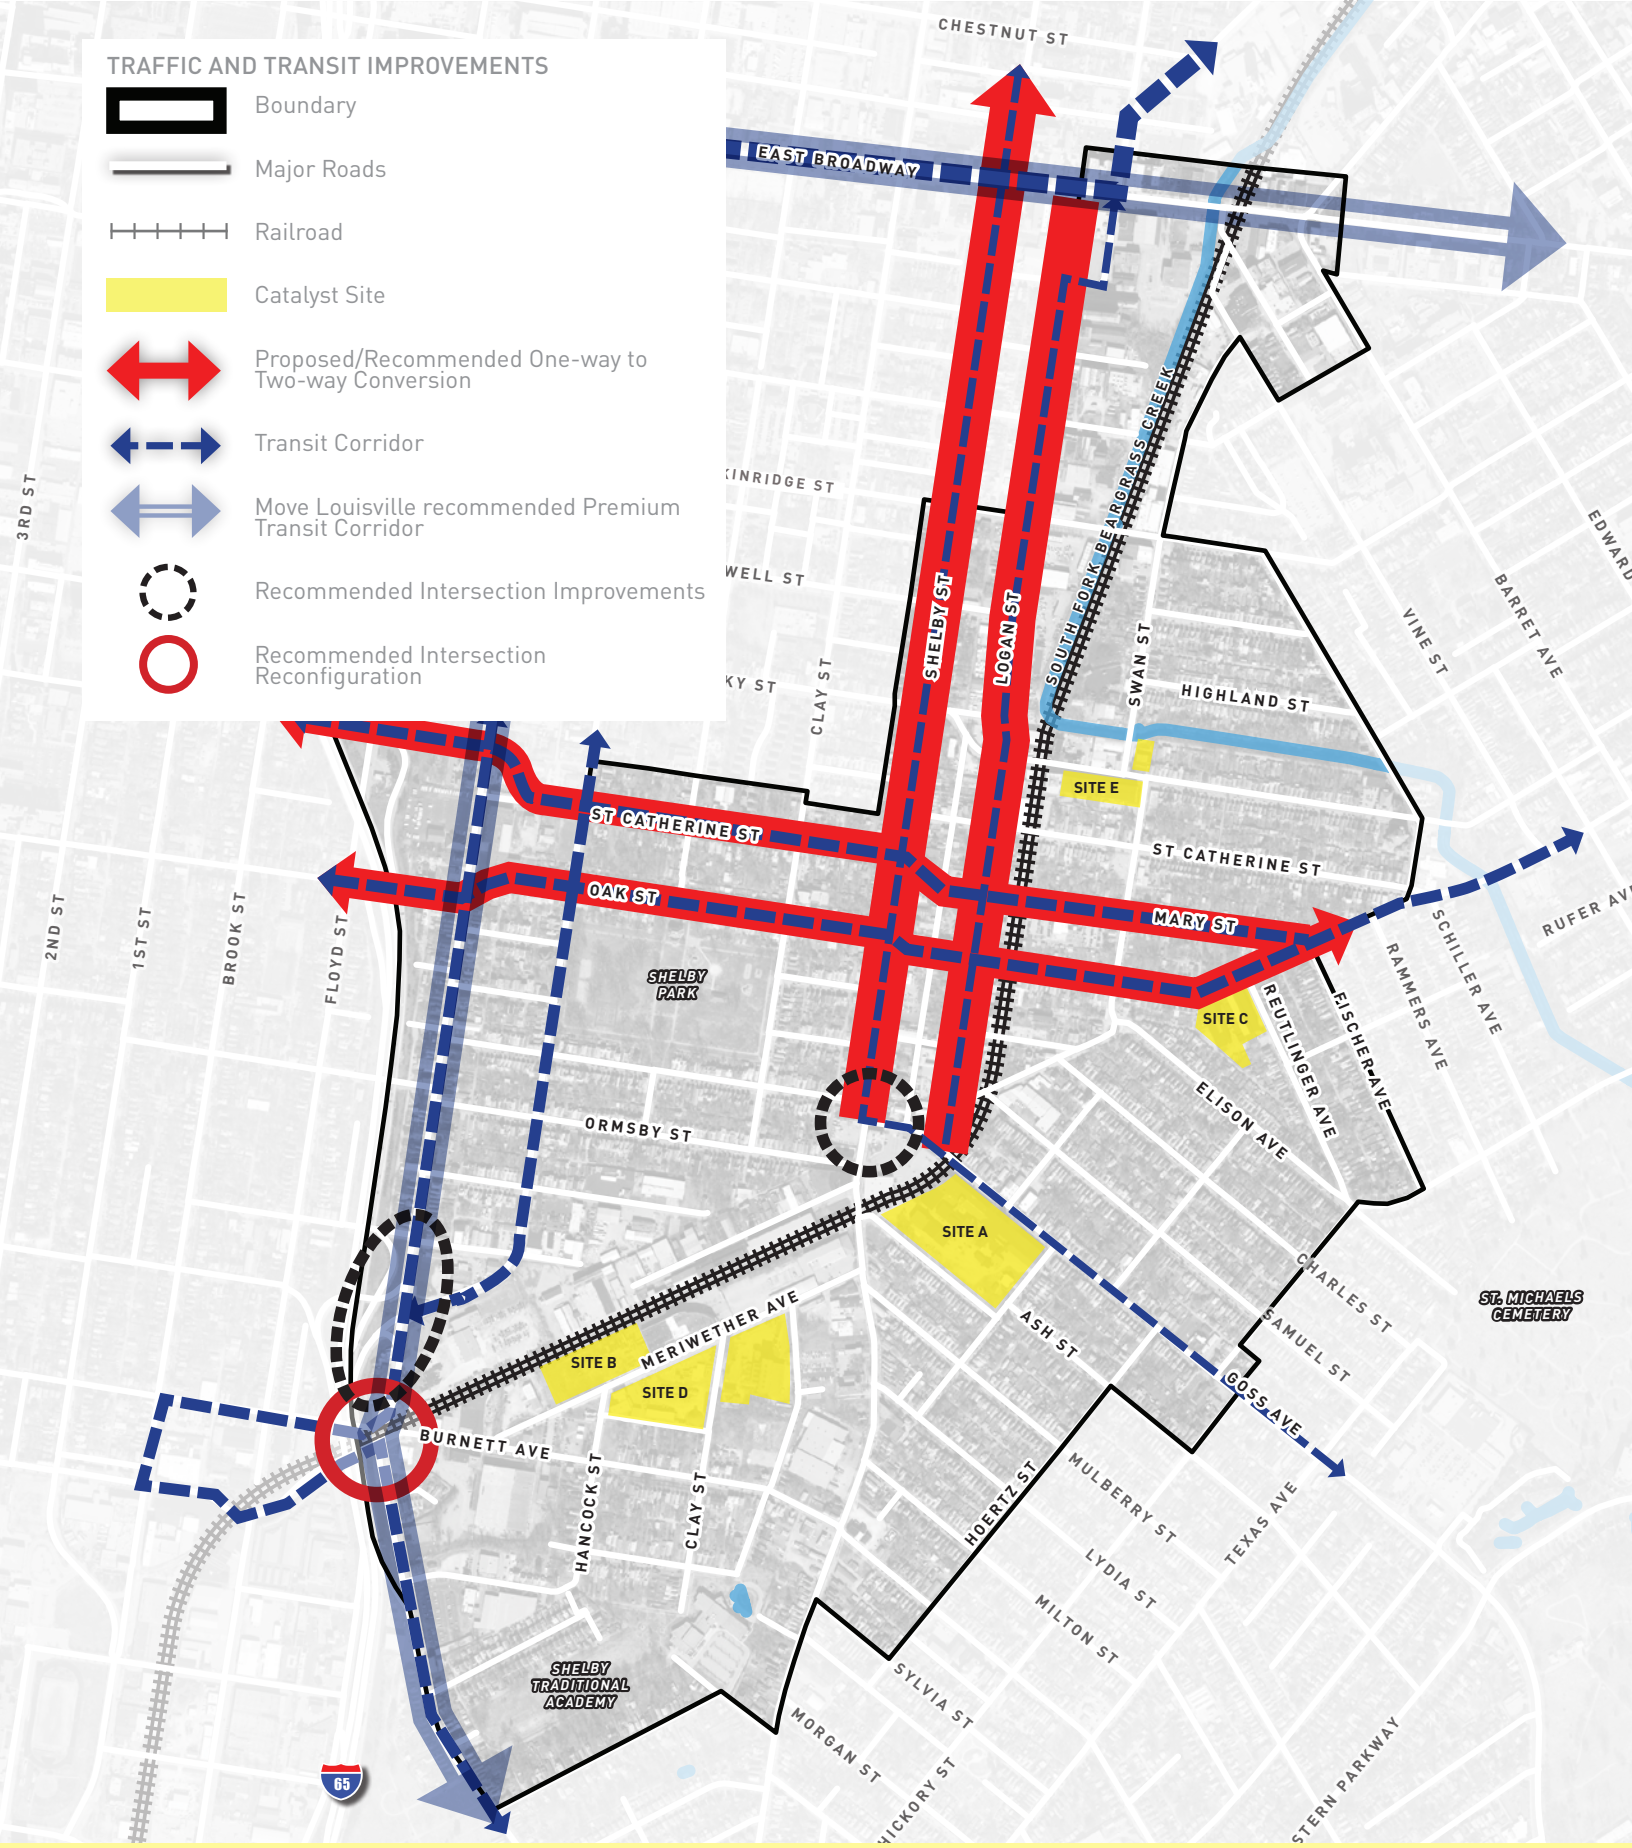 CHESTNUT ST
TRAFFIC AND TRANSIT IMPROVEMENTS
Boundary
Major Roads
Railroad
Catalyst Site
Proposed/Recommended One-way to
Two-way Conversion
Transit Corridor
Move Louisville recommended Premium
Transit Corridor
Recommended Intersection Improvements
Recommended Intersection
Reconfiguration
EAST BROADWAY
KINRIDGE ST
WELL ST
KY ST
CLAY ST
3RD ST
SHELBY ST
LOGAN ST
SOUTH FORK BEARGRASS CREEK
SWAN ST
HIGHLAND ST
VINE ST
BARRET AVE
EDWARD
SITE E
ST CATHERINE ST
ST CATHERINE ST
OAK ST
MARY ST
RUFER AVE
2ND ST
1ST ST
BROOK ST
FLOYD ST
SHELBY
PARK
SITE C
REUTLINGER AVE
FISCHER AVE
RAMMERS AVE
SCHILLER AVE
ELISON AVE
ORMSBY ST
SITE A
ASH ST
CHARLES ST
SAMUEL ST
ST. MICHAELS
CEMETERY
MERIWETHER AVE
SITE B
SITE D
GOSS AVE
BURNETT AVE
HANCOCK ST
CLAY ST
HOERTZ ST
MULBERRY ST
TEXAS AVE
LYDIA ST
MILTON ST
SHELBY
TRADITIONAL
ACADEMY
SYLVIA ST
MORGAN ST
HICKORY ST
STERN PARKWAY
65